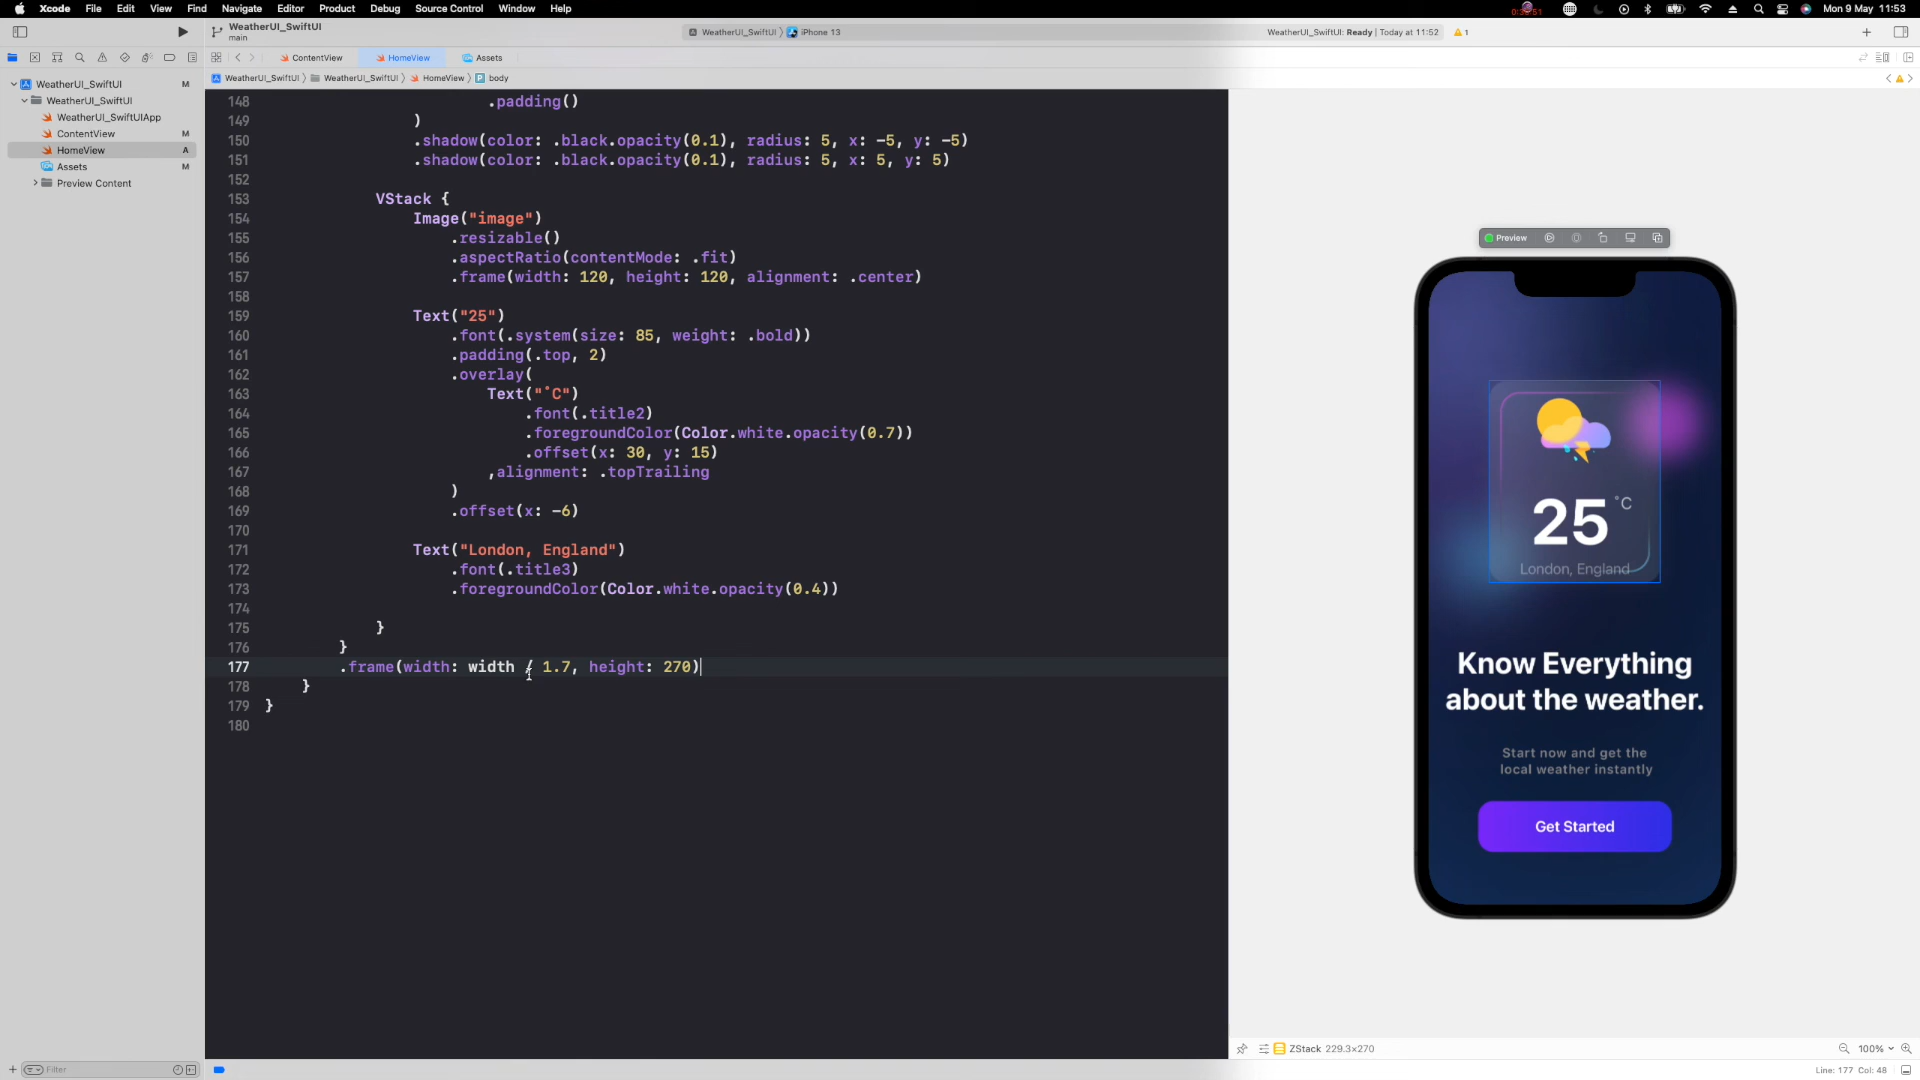 Xcode File Edit View Find Navigate Editor Product Debug Source Control Window Help Mon 9 May 11:53
WeatherUI_SwiftUI
main
WeatherUI_SwiftUI iPhone 13
WeatherUI_SwiftUI: Ready | Today at 11:52 1
ContentView HomeView Assets
WeatherUI_SwiftUI WeatherUI_SwiftUI HomeView body
WeatherUI_SwiftUI M
WeatherUI_SwiftUI
WeatherUI_SwiftUIApp
ContentView M
HomeView A
Assets M
Preview Content
Filter
148 .padding()
149 )
150 .shadow(color: .black.opacity(0.1), radius: 5, x: -5, y: -5)
151 .shadow(color: .black.opacity(0.1), radius: 5, x: 5, y: 5)
152
153 VStack {
154 Image("image")
155 .resizable()
156 .aspectRatio(contentMode: .fit)
157 .frame(width: 120, height: 120, alignment: .center)
158
159 Text("25")
160 .font(.system(size: 85, weight: .bold))
161 .padding(.top, 2)
162 .overlay(
163 Text("˚C")
164 .font(.title2)
165 .foregroundColor(Color.white.opacity(0.7))
166 .offset(x: 30, y: 15)
167 ,alignment: .topTrailing
168 )
169 .offset(x: -6)
170
171 Text("London, England")
172 .font(.title3)
173 .foregroundColor(Color.white.opacity(0.4))
174
175 }
176 }
177 .frame(width: width / 1.7, height: 270)
178 }
179 }
180
Preview
25 ˚C
London, England
Know Everything
about the weather.
Start now and get the
local weather instantly
Get Started
ZStack 229.3×270
100%
Line: 177 Col: 48